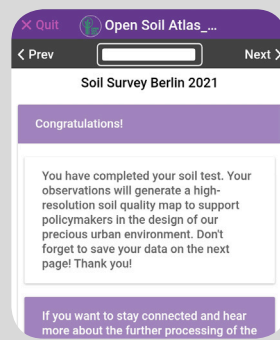 ✕ Quit Open Soil Atlas_...
Prev Next
Soil Survey Berlin 2021
Congratulations!
You have completed your soil test. Your
observations will generate a high-
resolution soil quality map to support
policymakers in the design of our
precious urban environment. Don't
forget to save your data on the next
page! Thank you!
If you want to stay connected and hear
more about the further processing of the